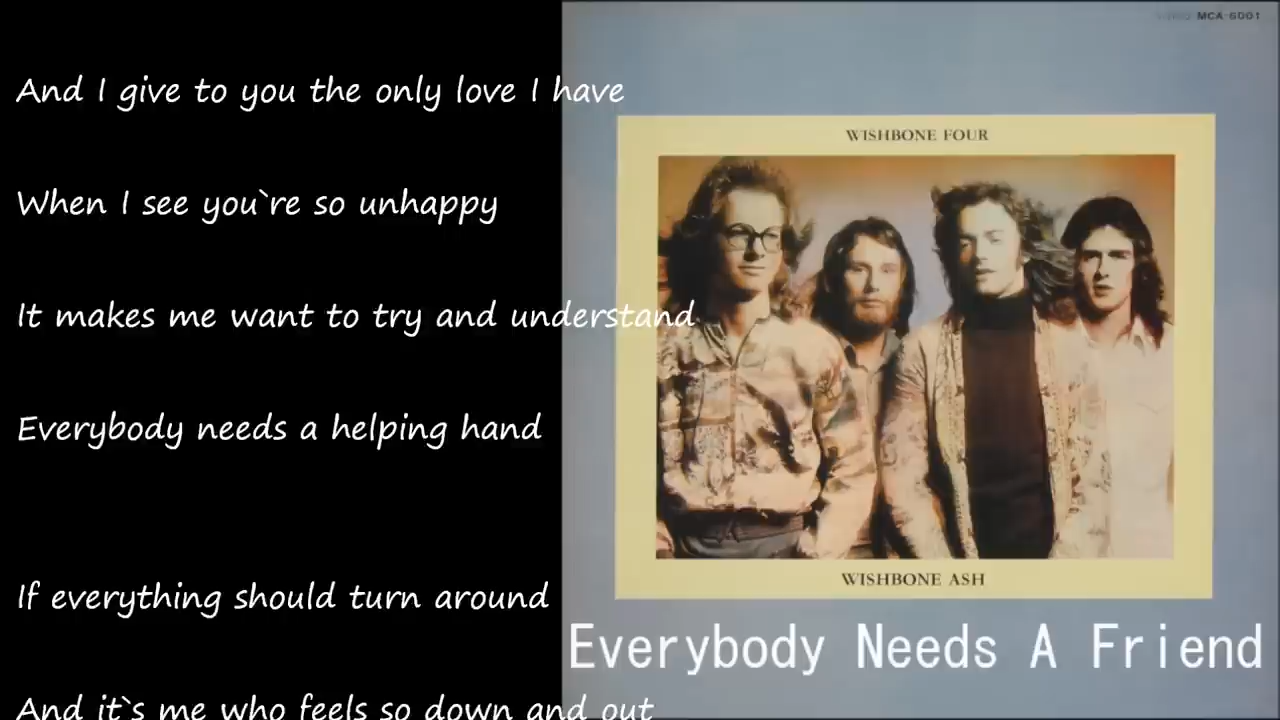 And I give to you the only love I have
When I see you`re so unhappy
It makes me want to try and understand
Everybody needs a helping hand
If everything should turn around
And it`s me who feels so down and out
MCA-6001
WISHBONE FOUR
WISHBONE ASH
Everybody Needs A Friend